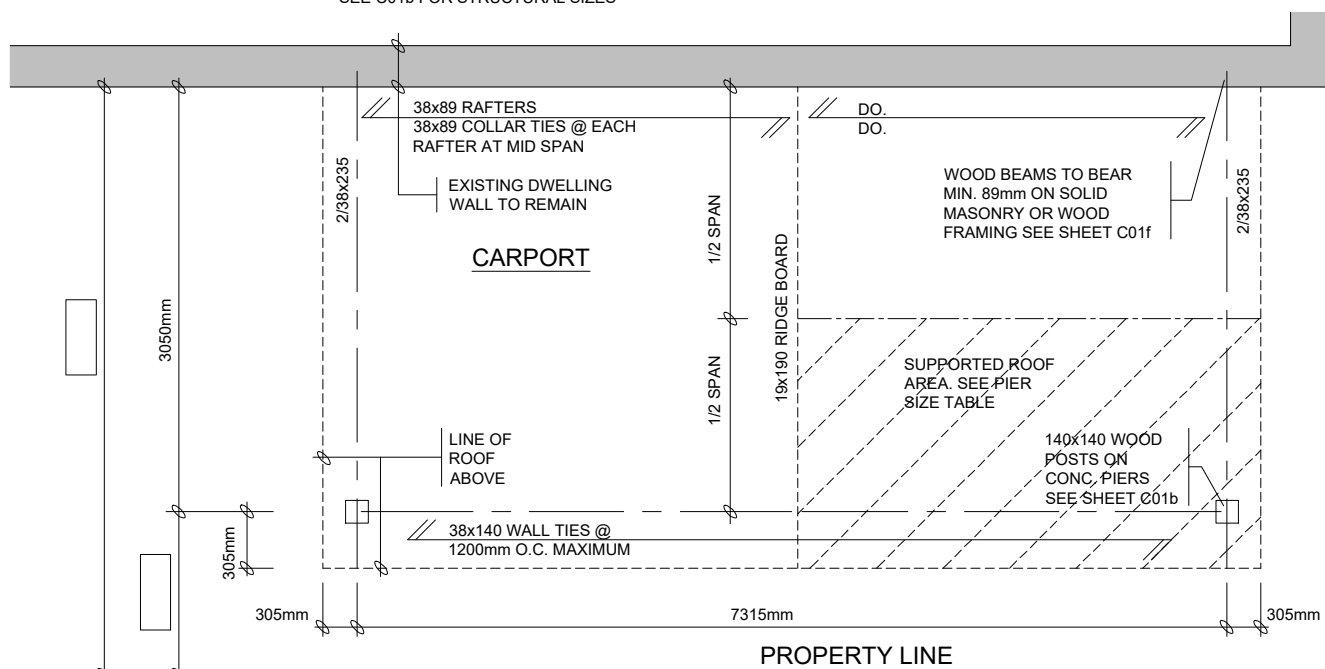 38x89 RAFTERS
38x89 COLLAR TIES @ EACH
RAFTER AT MID SPAN
DO.
DO.
2/38x235
EXISTING DWELLING
WALL TO REMAIN
WOOD BEAMS TO BEAR
MIN. 89mm ON SOLID
MASONRY OR WOOD
FRAMING SEE SHEET C01f
2/38x235
CARPORT
1/2 SPAN
19x190 RIDGE BOARD
3050mm
1/2 SPAN
SUPPORTED ROOF
AREA. SEE PIER
SIZE TABLE
LINE OF
ROOF
ABOVE
140x140 WOOD
POSTS ON
CONC. PIERS
SEE SHEET C01b
38x140 WALL TIES @
1200mm O.C. MAXIMUM
305mm
305mm
7315mm
305mm
PROPERTY LINE